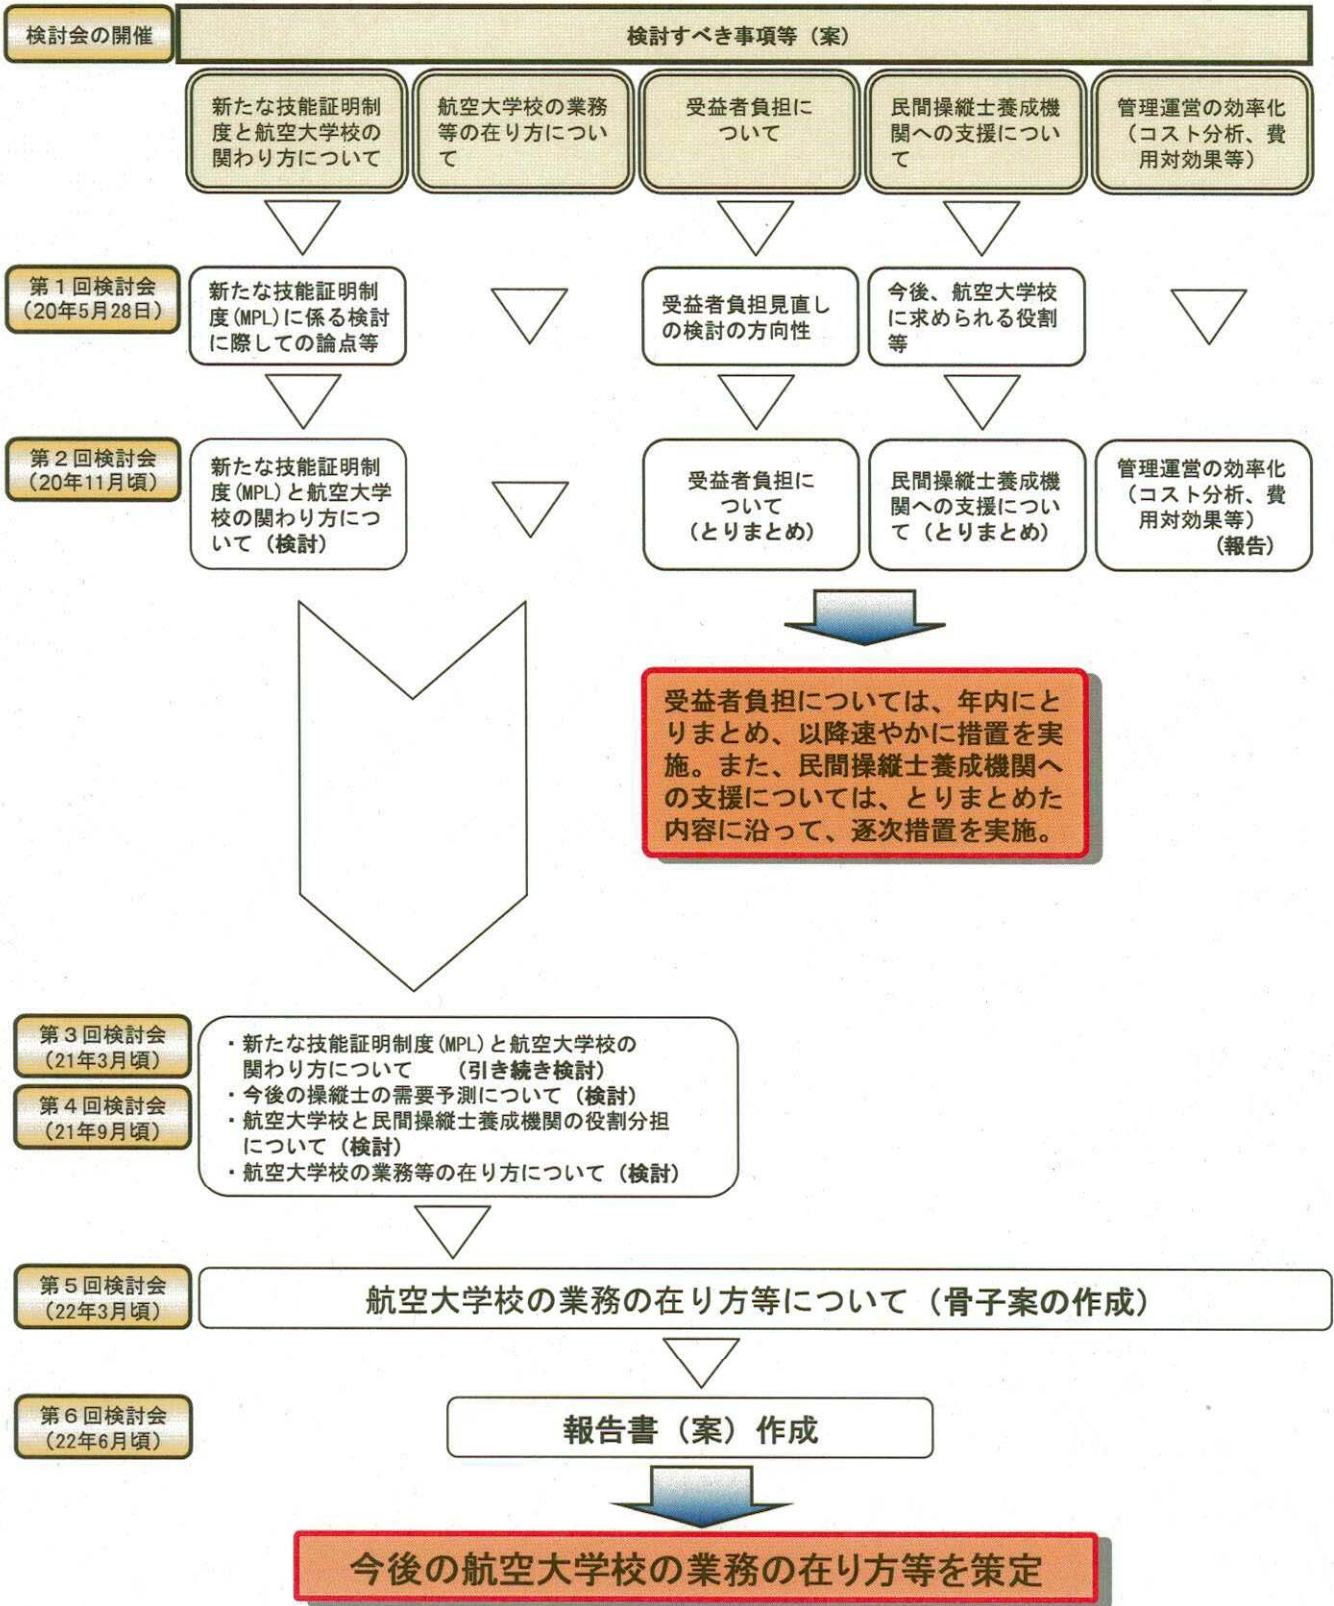 検討会の開催
検討すべき事項等（案）
新たな技能証明制
度と航空大学校の
関わり方について
航空大学校の業務
等の在り方につい
て
受益者負担に
ついて
民間操縦士養成機
関への支援につい
て
管理運営の効率化
（コスト分析、費
用対効果等）
第１回検討会
（20年5月28日）
新たな技能証明制
度(MPL)に係る検討
に際しての論点等
受益者負担見直し
の検討の方向性
今後、航空大学校
に求められる役割
等
第２回検討会
（20年11月頃）
新たな技能証明制
度(MPL)と航空大学
校の関わり方につ
いて（検討）
受益者負担に
ついて
（とりまとめ）
民間操縦士養成機
関への支援につい
て（とりまとめ）
管理運営の効率化
（コスト分析、費
用対効果等）
（報告）
受益者負担については、年内にと
りまとめ、以降速やかに措置を実
施。また、民間操縦士養成機関へ
の支援については、とりまとめた
内容に沿って、逐次措置を実施。
第３回検討会
（21年3月頃）
第４回検討会
（21年9月頃）
・新たな技能証明制度(MPL)と航空大学校の
関わり方について　（引き続き検討）
・今後の操縦士の需要予測について（検討）
・航空大学校と民間操縦士養成機関の役割分担
について（検討）
・航空大学校の業務等の在り方について（検討）
第５回検討会
（22年3月頃）
航空大学校の業務の在り方等について（骨子案の作成）
第６回検討会
（22年6月頃）
報告書（案）作成
今後の航空大学校の業務の在り方等を策定